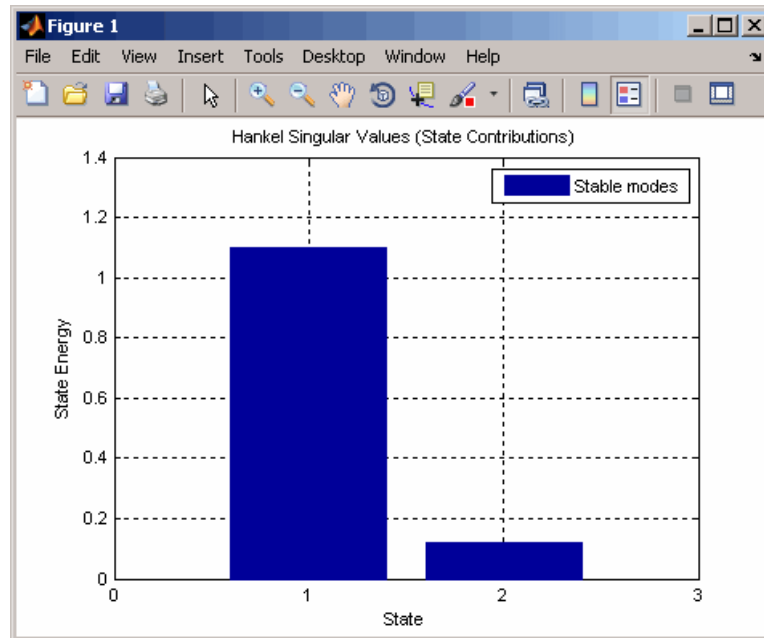 Figure 1
File Edit View Insert Tools Desktop Window Help
Hankel Singular Values (State Contributions)
1.4
Stable modes
1.2
1
0.8
0.6
0.4
0.2
0
State Energy
0 1 2 3
State